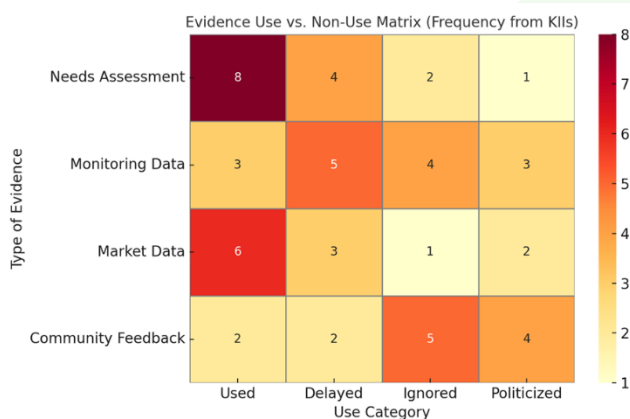 Evidence Use vs. Non-Use Matrix (Frequency from KIIs)
Needs Assessment 8 4 2 1
Monitoring Data 3 5 4 3
Market Data 6 3 1 2
Community Feedback 2 2 5 4
Used Delayed Ignored Politicized
Use Category
Type of Evidence
8
7
6
5
4
3
2
1